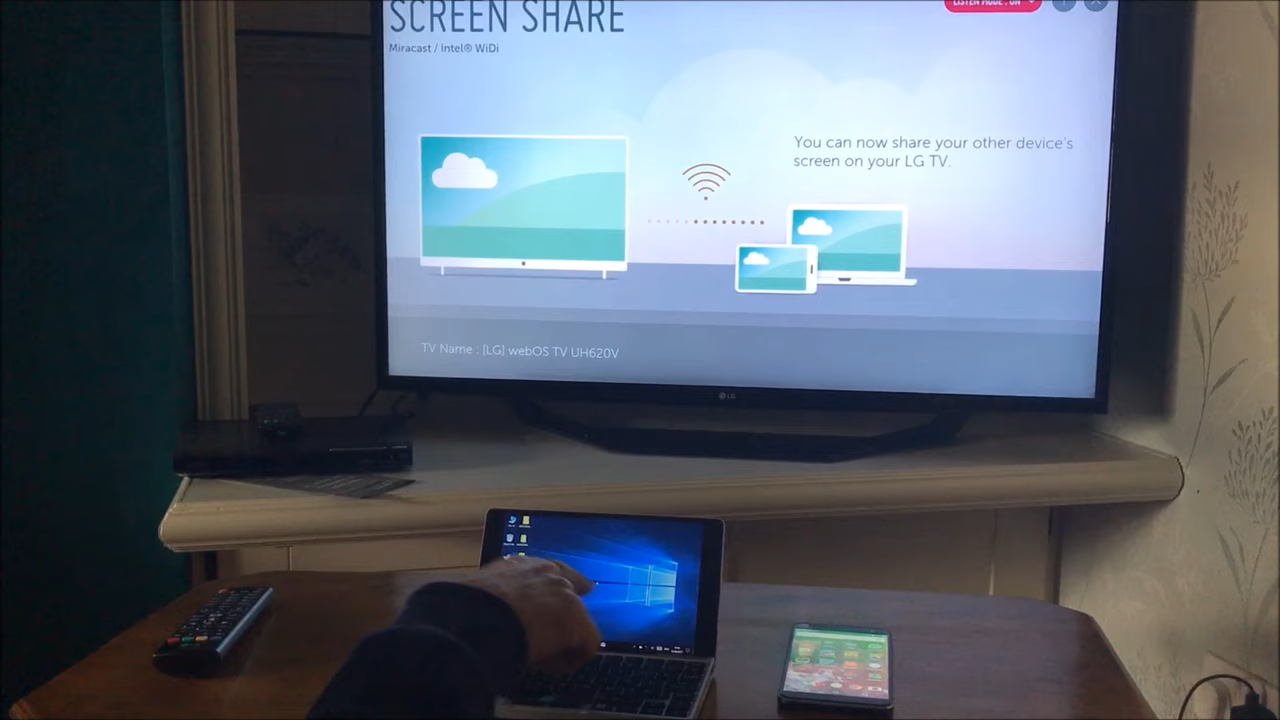 SCREEN SHARE
LISTEN MODE : ON
Miracast / Intel® WiDi
You can now share your other device's
screen on your LG TV.
TV Name : [LG] webOS TV UH620V
LG